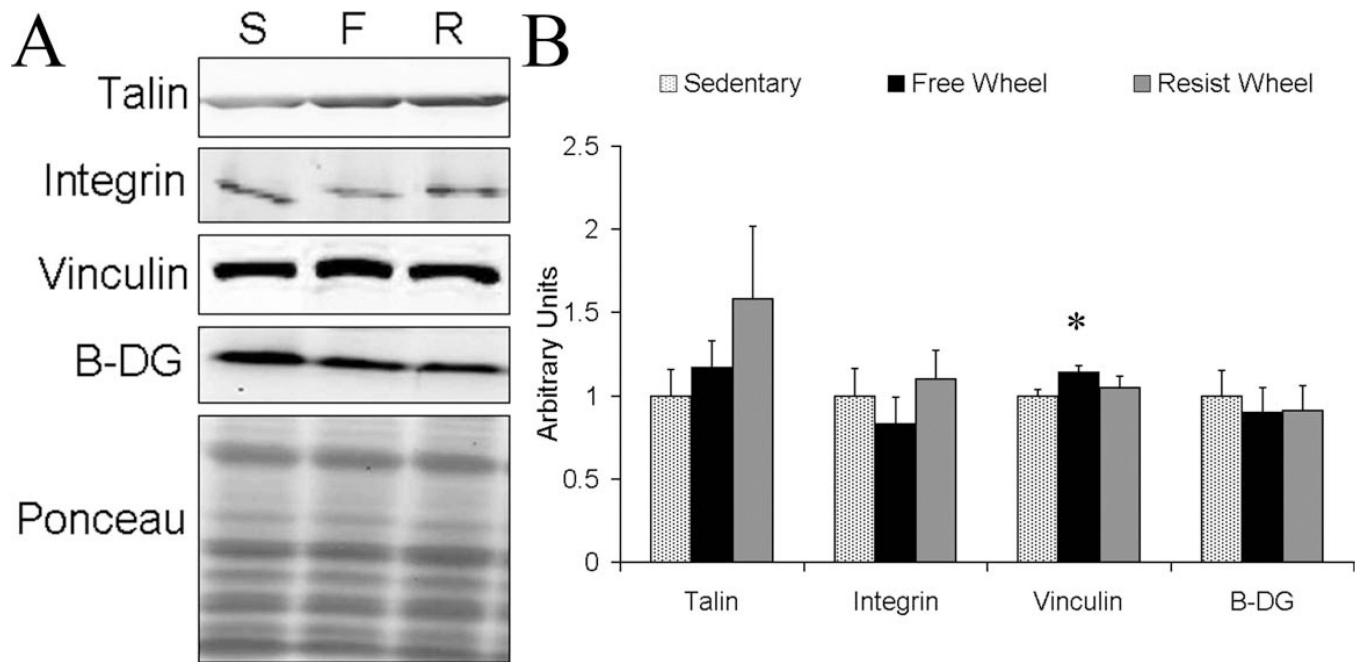 A
S F R
Talin
Integrin
Vinculin
B-DG
Ponceau
B
Sedentary Free Wheel Resist Wheel
Arbitrary Units
2.5
2
1.5
1
0.5
0
*
Talin Integrin Vinculin B-DG